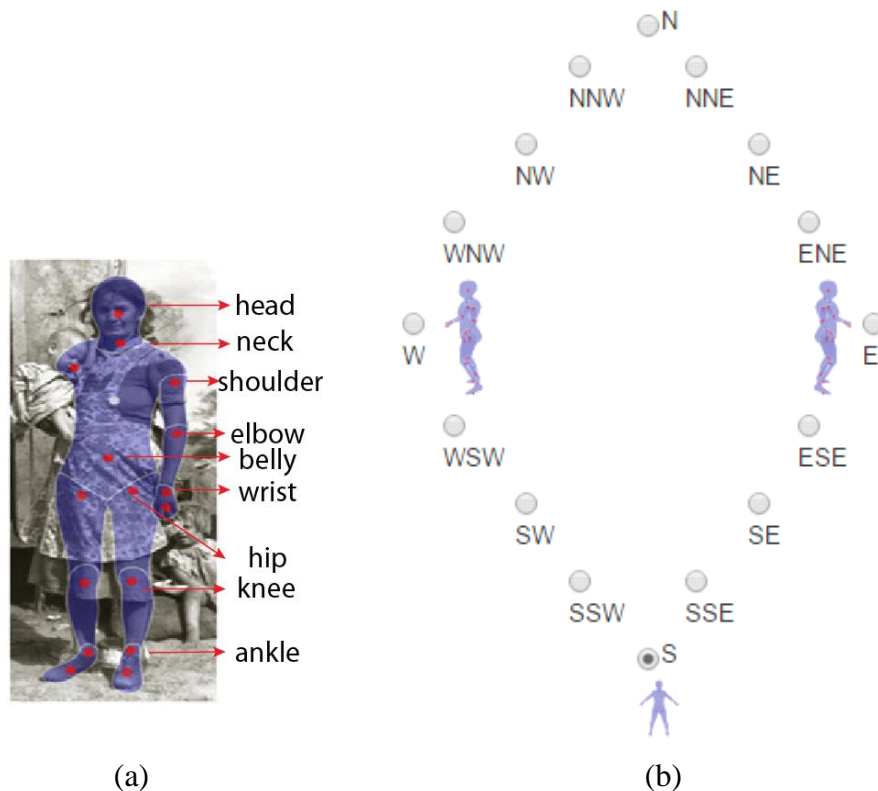 head
neck
shoulder
elbow
belly
wrist
hip
knee
ankle
(a)
N
NNW
NNE
NW
NE
WNW
ENE
W
E
WSW
ESE
SW
SE
SSW
SSE
S
(b)